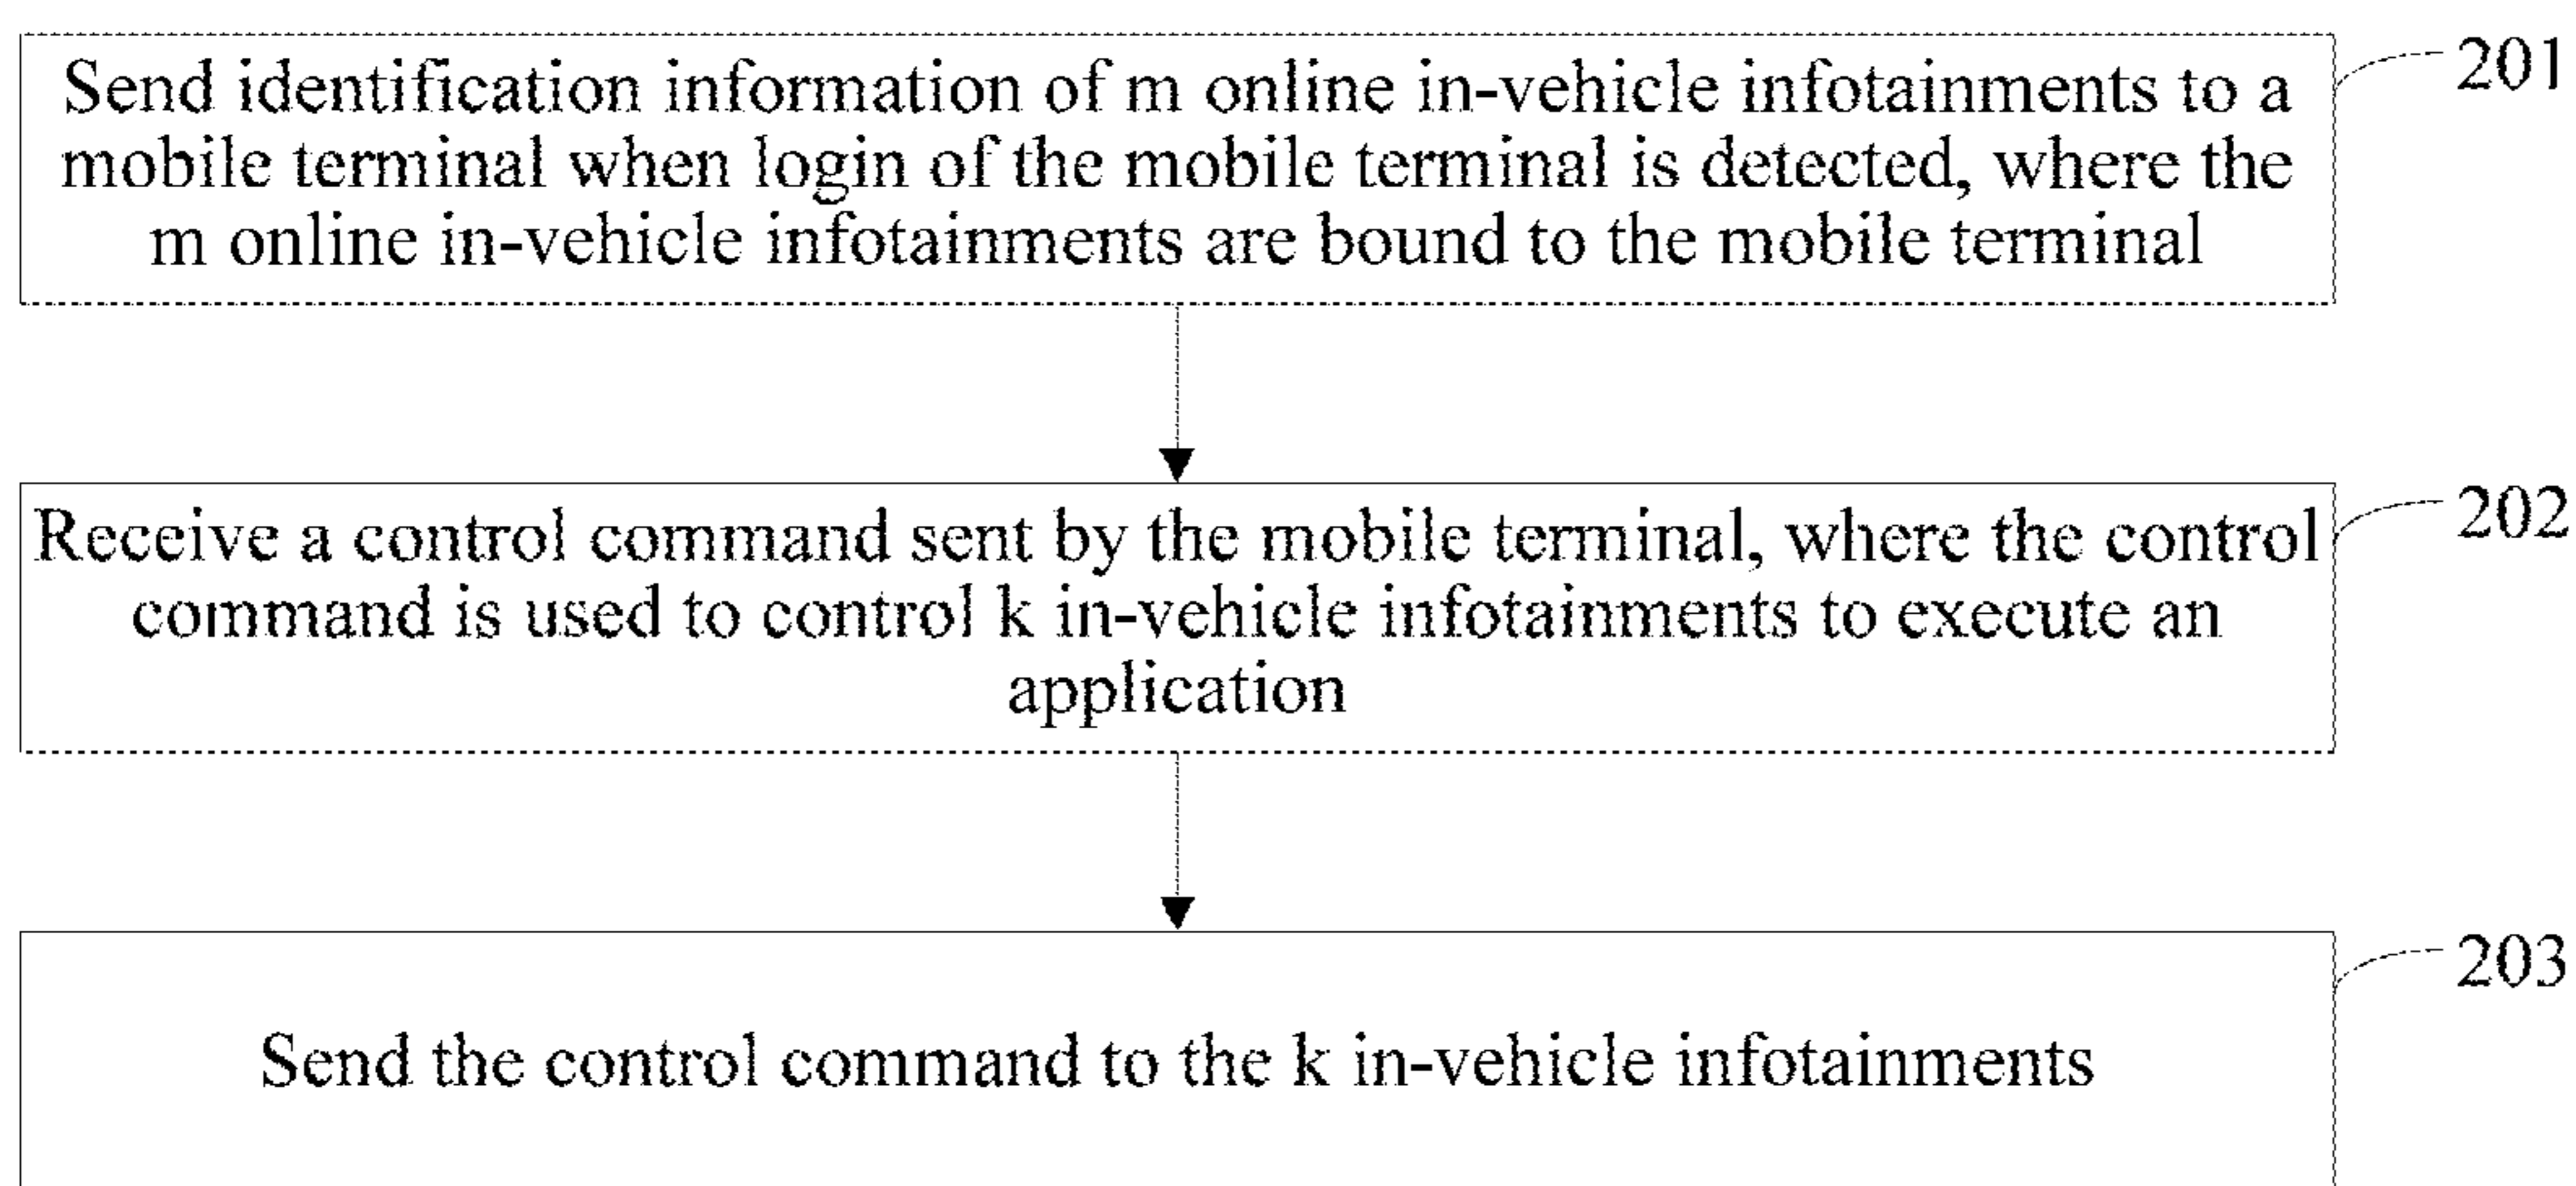 Send identification information of m online in-vehicle infotainments to a
mobile terminal when login of the mobile terminal is detected, where the
m online in-vehicle infotainments are bound to the mobile terminal
201
Receive a control command sent by the mobile terminal, where the control
command is used to control k in-vehicle infotainments to execute an
application
202
Send the control command to the k in-vehicle infotainments
203